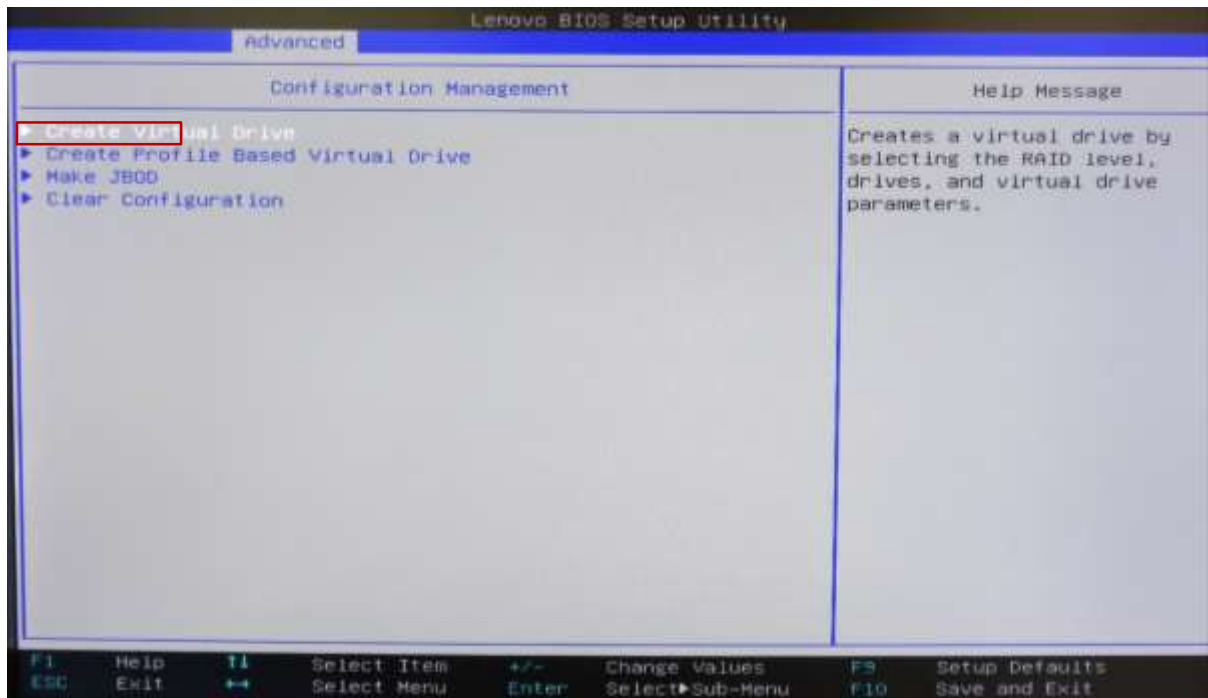 Lenovo BIOS Setup Utility
Advanced
Configuration Management
▶ Create Virtual Drive
▶ Create Profile Based Virtual Drive
▶ Make JBOD
▶ Clear Configuration
Help Message
Creates a virtual drive by
selecting the RAID level,
drives, and virtual drive
parameters.
F1 Help ↑↓ Select Item +/- Change Values F9 Setup Defaults
ESC Exit ↔ Select Menu Enter Select▶Sub-Menu F10 Save and Exit